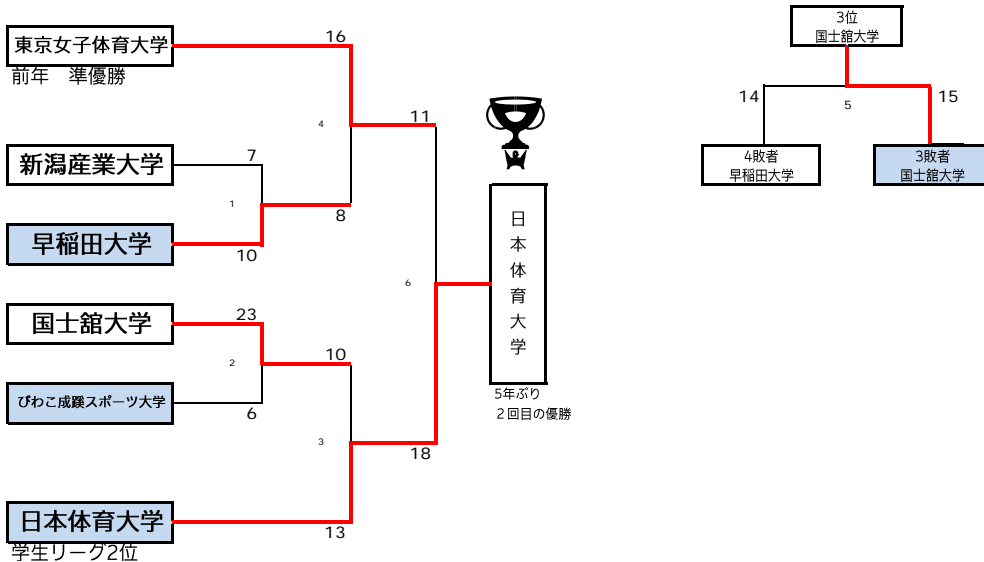 東京女子体育大学
前年　準優勝
16
4
11
新潟産業大学
7
1
8
早稲田大学
10
国士舘大学
23
2
10
びわこ成蹊スポーツ大学
6
3
18
日本体育大学
13
学生リーグ2位
6
日本体育大学
5年ぶり
２回目の優勝
3位
国士舘大学
14
5
15
4敗者
早稲田大学
3敗者
国士舘大学